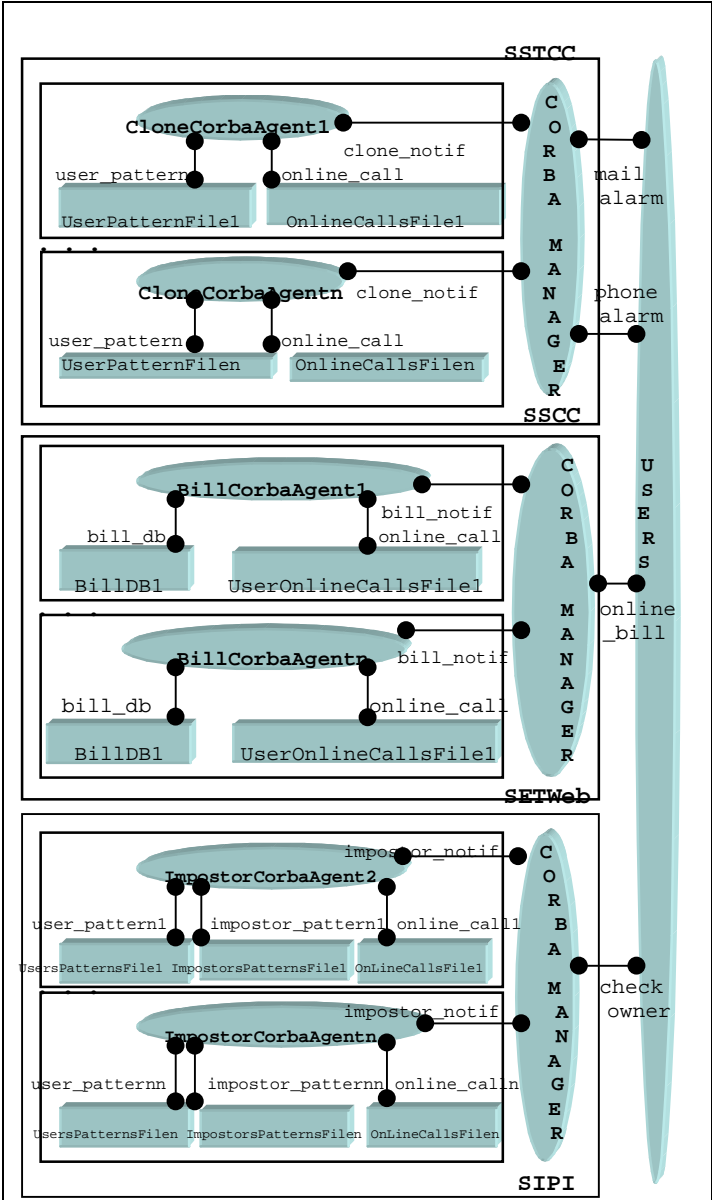 SSTCC
CloneCorbaAgent1
clone_notif
user_pattern
online_call
UserPatternFile1
OnlineCallsFile1
. . .
CloneCorbaAgentn
clone_notif
user_pattern
online_call
UserPatternFilen
OnlineCallsFilen
CORBA MANAGER
mail
alarm
phone
alarm
SSCC
BillCorbaAgent1
bill_notif
bill_db
online_call
BillDB1
UserOnlineCallsFile1
. . .
BillCorbaAgentn
bill_notif
bill_db
online_call
BillDB1
UserOnlineCallsFile1
CORBA MANAGER
online
_bill
USERS
SETWeb
impostor_notif
ImpostorCorbaAgent2
user_pattern1
impostor_pattern1
online_call1
UsersPatternsFile1
ImpostorsPatternsFile1
OnLineCallsFile1
. . .
impostor_notif
ImpostorCorbaAgentn
user_patternn
impostor_patternn
online_calln
UsersPatternsFilen
ImpostorsPatternsFilen
OnLineCallsFilen
CORBA MANAGER
check
owner
SIPI